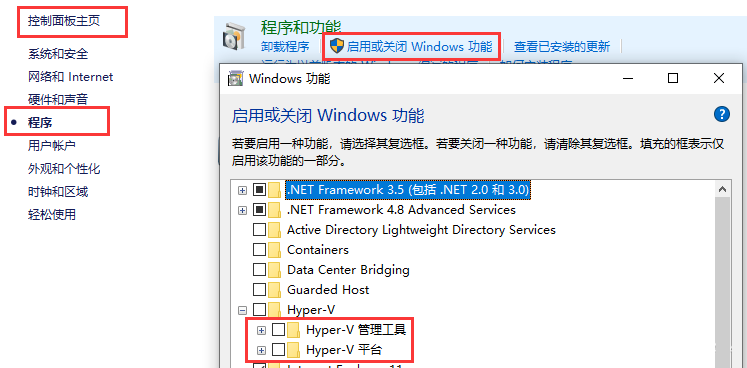 控制面板主页
系统和安全
网络和 Internet
硬件和声音
程序
用户帐户
外观和个性化
时钟和区域
轻松使用
程序和功能
卸载程序
启用或关闭 Windows 功能
查看已安装的更新
Windows 功能
启用或关闭 Windows 功能
若要启用一种功能，请选择其复选框。若要关闭一种功能，请清除其复选框。填充的框表示仅
启用该功能的一部分。
.NET Framework 3.5 (包括 .NET 2.0 和 3.0)
.NET Framework 4.8 Advanced Services
Active Directory Lightweight Directory Services
Containers
Data Center Bridging
Guarded Host
Hyper-V
Hyper-V 管理工具
Hyper-V 平台
Internet Explorer 11